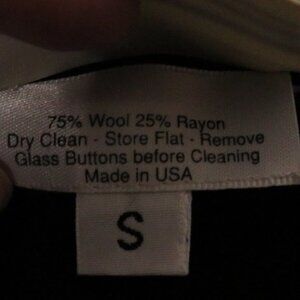 75% Wool 25% Rayon
Dry Clean - Store Flat - Remove
Glass Buttons before Cleaning
Made in USA
S